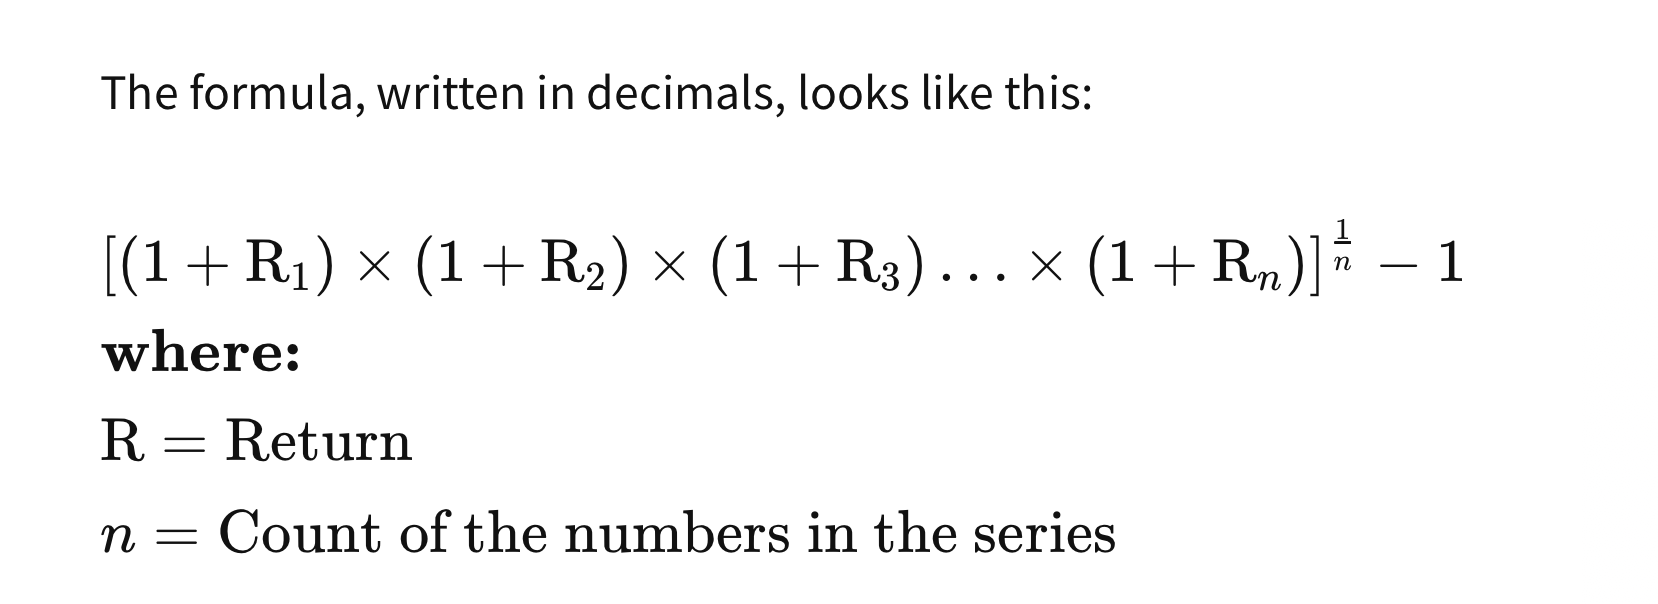 The formula, written in decimals, looks like this:
[(1 + R₁) × (1 + R₂) × (1 + R₃) . . . × (1 + Rₙ)]^(1/n) − 1
where:
R = Return
n = Count of the numbers in the series